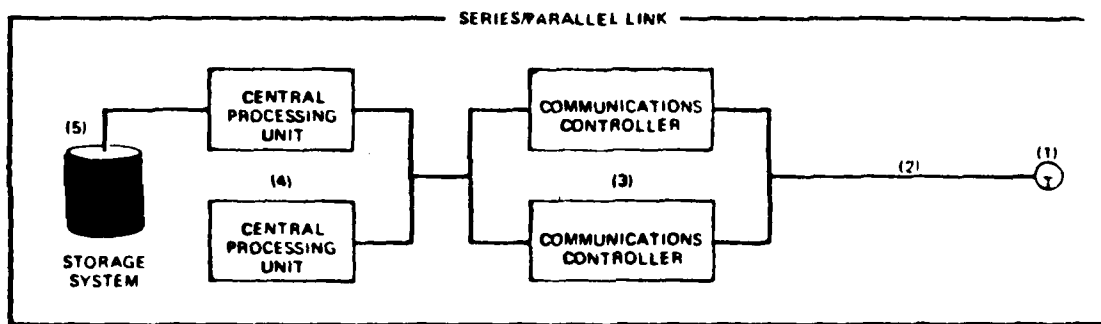 SERIES/PARALLEL LINK
(5)
STORAGE
SYSTEM
CENTRAL
PROCESSING
UNIT
(4)
CENTRAL
PROCESSING
UNIT
COMMUNICATIONS
CONTROLLER
(3)
COMMUNICATIONS
CONTROLLER
(2)
(1)
T